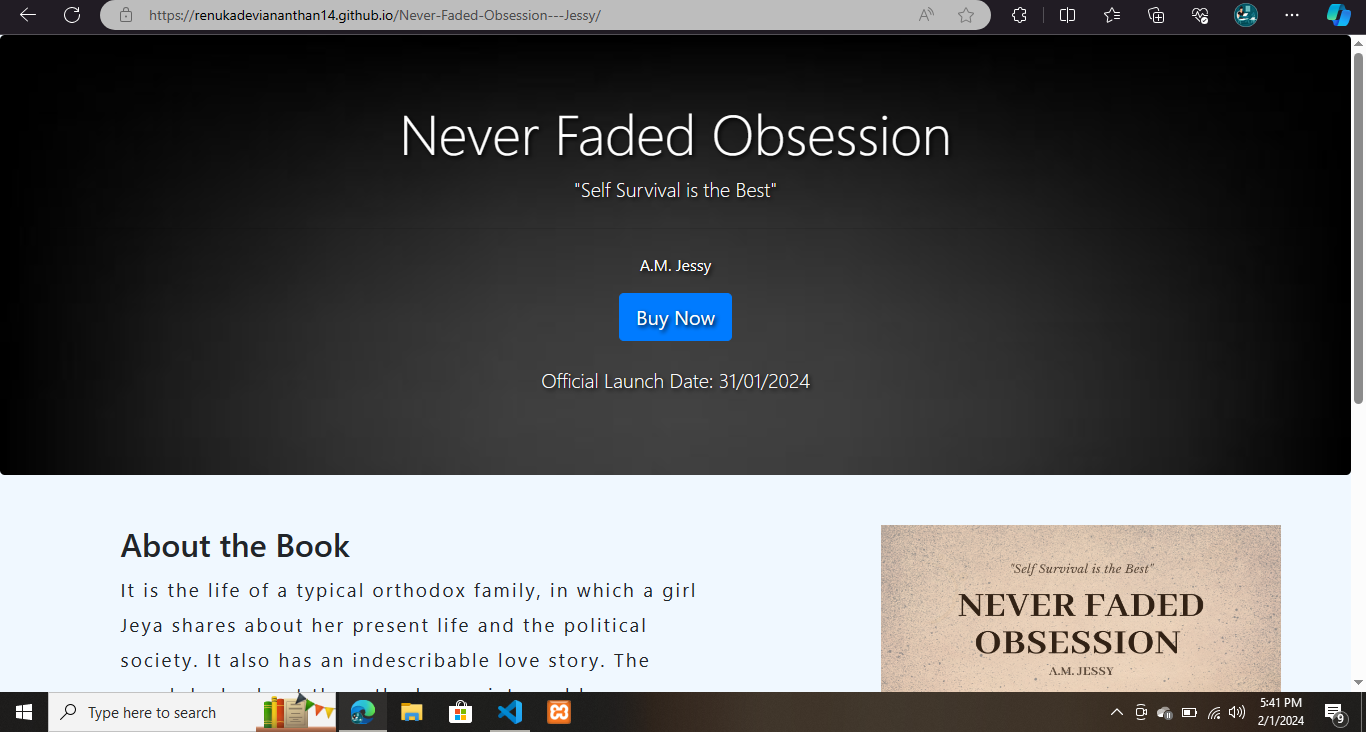 https://renukadeviananthan14.github.io/Never-Faded-Obsession---Jessy/
Never Faded Obsession
"Self Survival is the Best"
A.M. Jessy
Buy Now
Official Launch Date: 31/01/2024
About the Book
It is the life of a typical orthodox family, in which a girl
Jeya shares about her present life and the political
society. It also has an indescribable love story. The
"Self Survival is the Best"
NEVER FADED
OBSESSION
A.M. JESSY
Type here to search
5:41 PM
2/1/2024
9